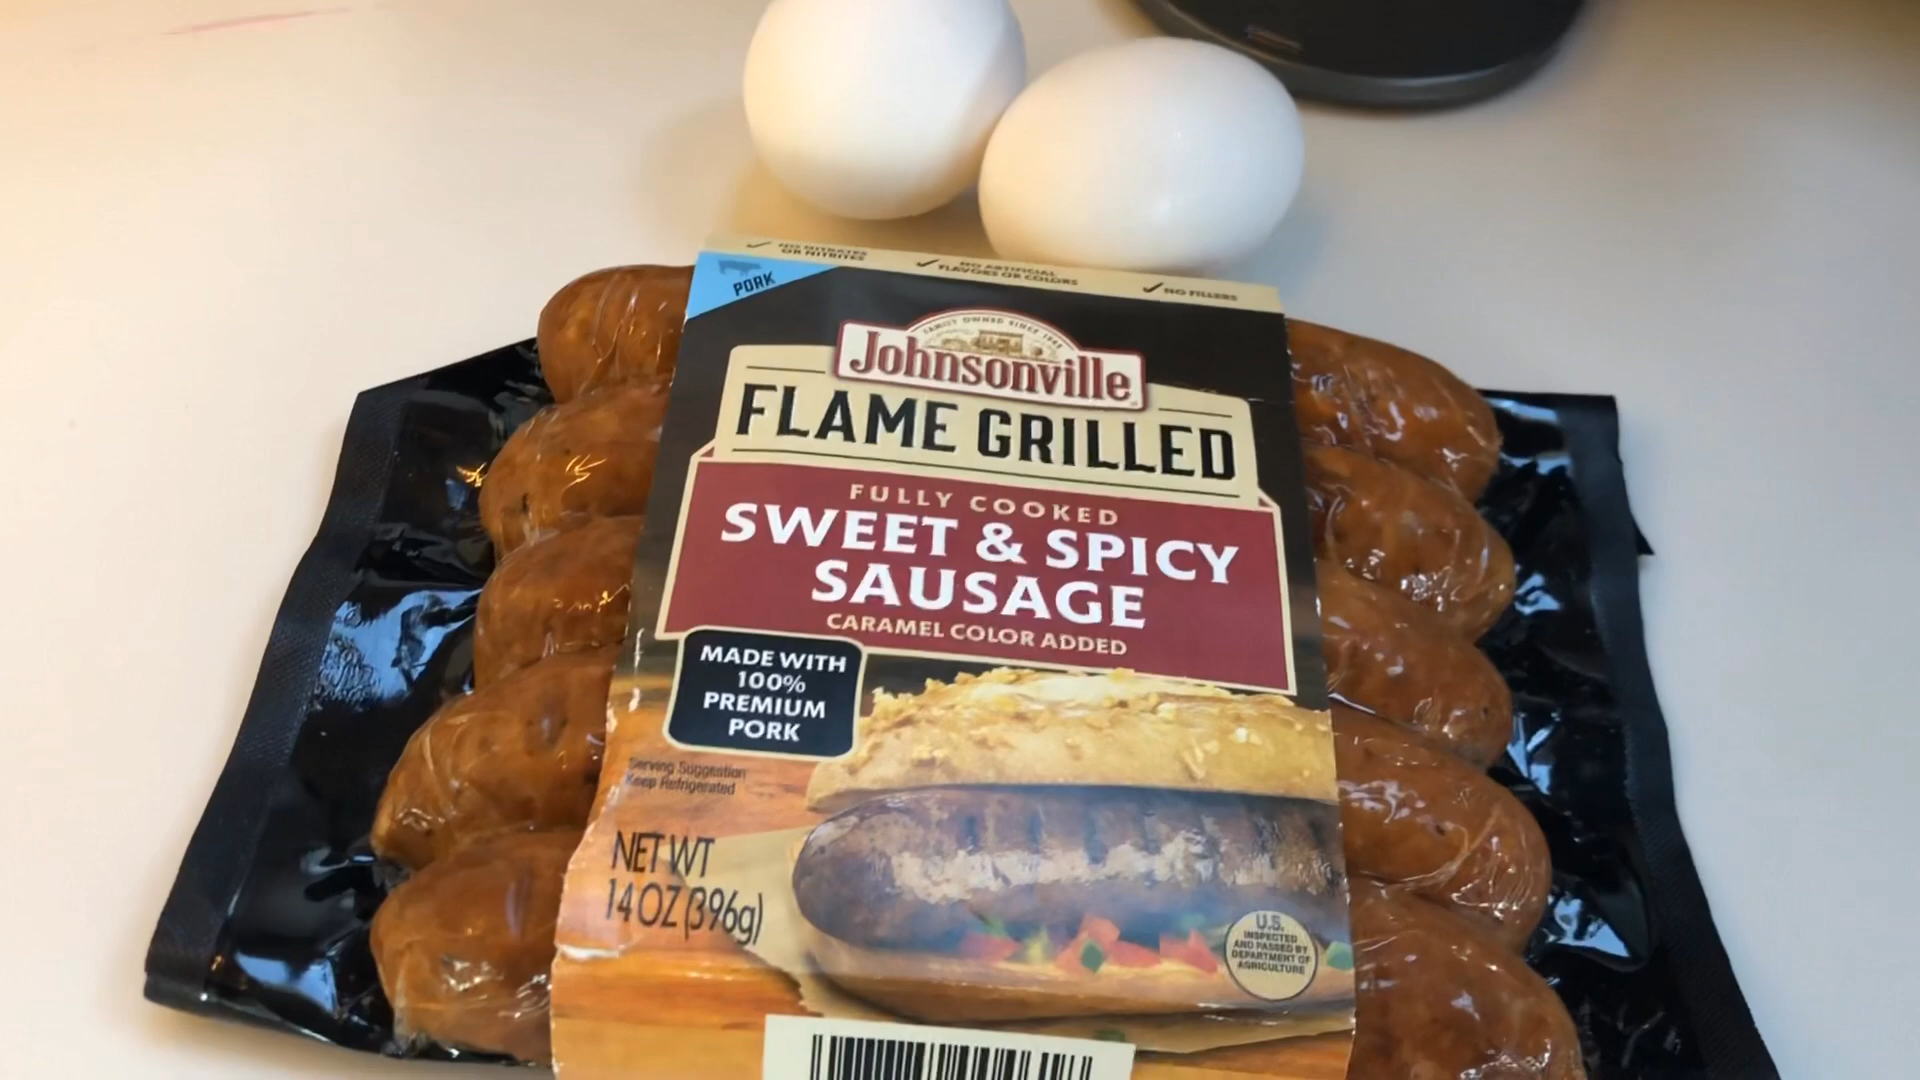 ✓ NO NITRATES
OR NITRITES
✓ NO ARTIFICIAL
FLAVORS OR COLORS
✓ NO FILLERS
PORK
FAMILY OWNED SINCE 1945
Johnsonville
FLAME GRILLED
FULLY COOKED
SWEET & SPICY
SAUSAGE
CARAMEL COLOR ADDED
MADE WITH
100%
PREMIUM
PORK
Serving Suggestion
Keep Refrigerated
NET WT
14 OZ (396g)
U.S.
INSPECTED
AND PASSED BY
DEPARTMENT OF
AGRICULTURE